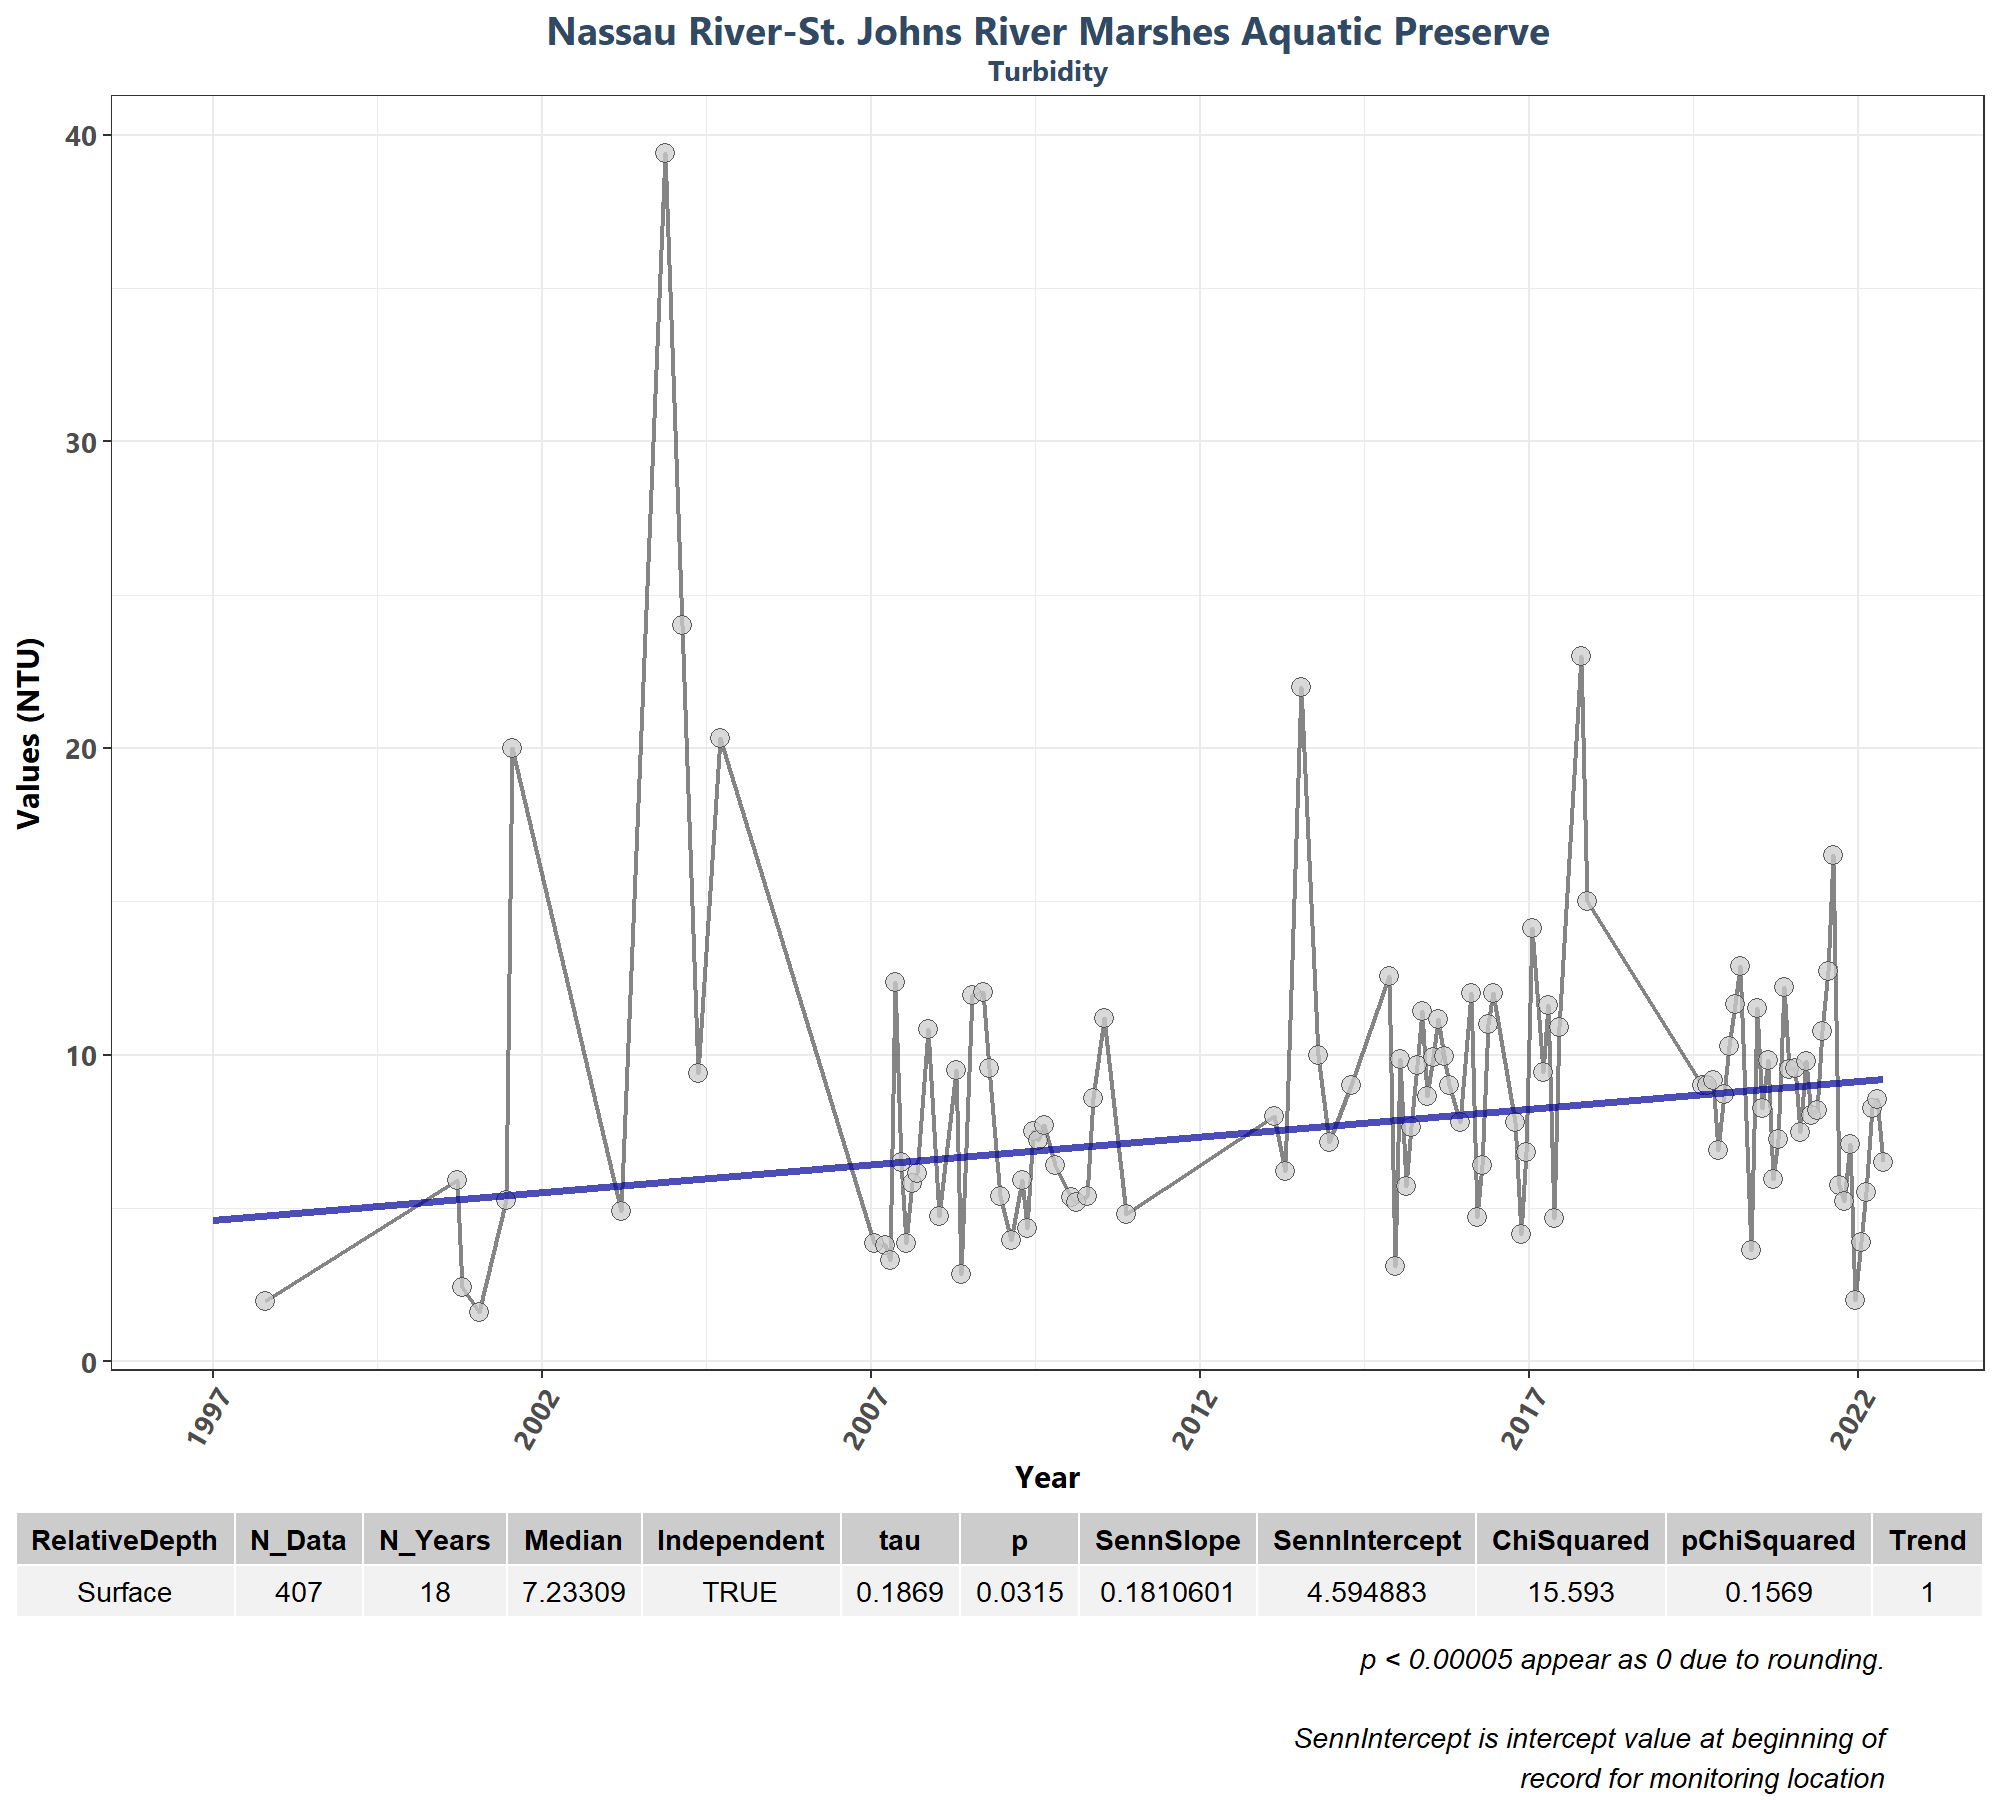 Nassau River-St. Johns River Marshes Aquatic Preserve
Turbidity
Values (NTU)
40
30
20
10
0
1997
2002
2007
2012
2017
2022
Year
RelativeDepth N_Data N_Years Median Independent tau p SennSlope SennIntercept ChiSquared pChiSquared Trend
Surface 407 18 7.23309 TRUE 0.1869 0.0315 0.1810601 4.594883 15.593 0.1569 1
p < 0.00005 appear as 0 due to rounding.
SennIntercept is intercept value at beginning of
record for monitoring location